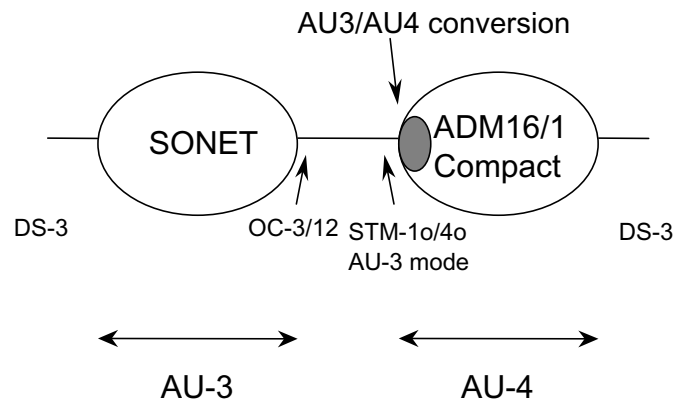 AU3/AU4 conversion
SONET
ADM16/1
Compact
DS-3
OC-3/12
STM-1o/4o
AU-3 mode
DS-3
AU-3
AU-4